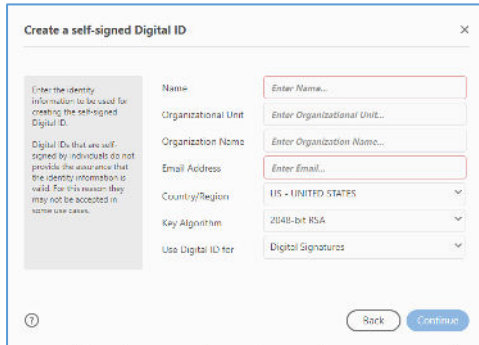 Create a self-signed Digital ID
Enter the identity
information to be used for
creating the self-signed
Digital ID.
Digital IDs that are self-
signed by individuals do not
provide the assurance that
the identity information is
valid. For this reason they
may not be accepted in
some use cases.
Name
Enter Name...
Organizational Unit
Enter Organizational Unit...
Organization Name
Enter Organization Name...
Email Address
Enter Email...
Country/Region
US - UNITED STATES
Key Algorithm
2048-bit RSA
Use Digital ID for
Digital Signatures
Back
Continue